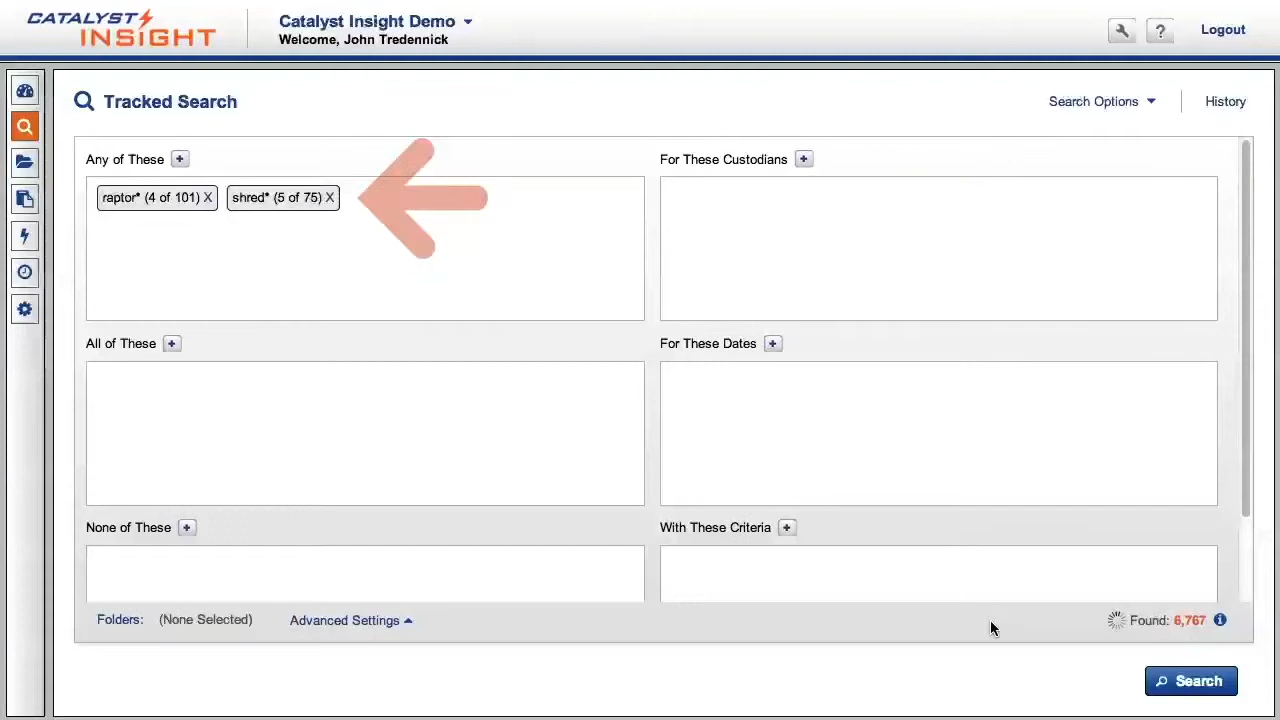 CATALYST
INSIGHT
Catalyst Insight Demo
Welcome, John Tredennick
?
Logout
Tracked Search
Search Options
History
Any of These +
For These Custodians +
raptor* (4 of 101) X
shred* (5 of 75) X
All of These +
For These Dates +
None of These +
With These Criteria +
Folders: (None Selected)
Advanced Settings
Found: 6,767 i
Search